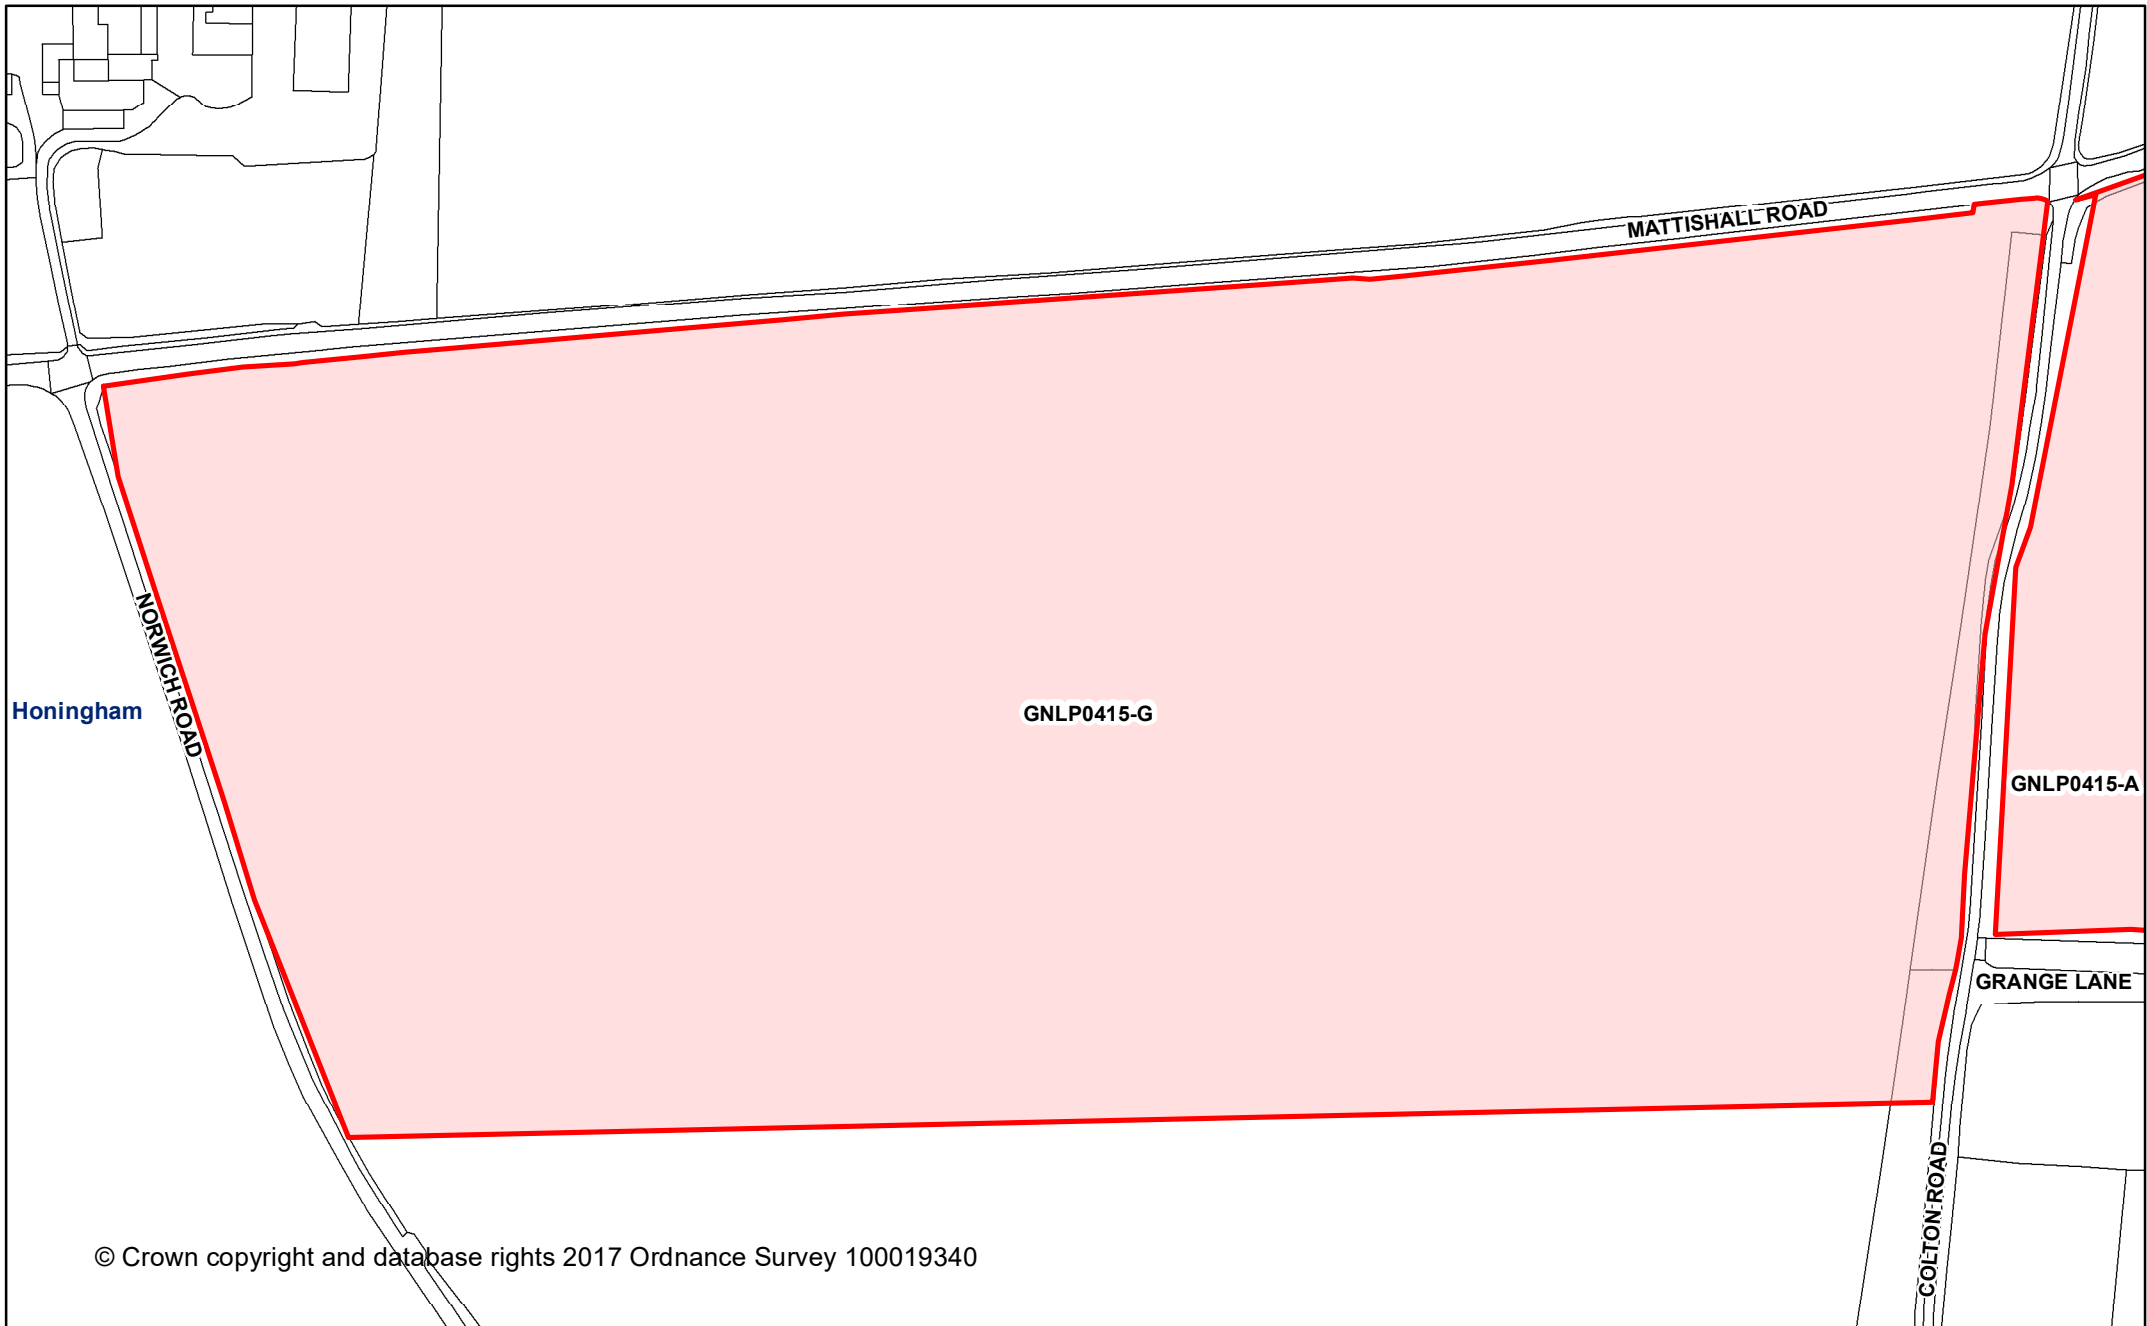 MATTISHALL ROAD
NORWICH ROAD
Honingham
GNLP0415-G
GNLP0415-A
GRANGE LANE
COLTON ROAD
© Crown copyright and database rights 2017 Ordnance Survey 100019340